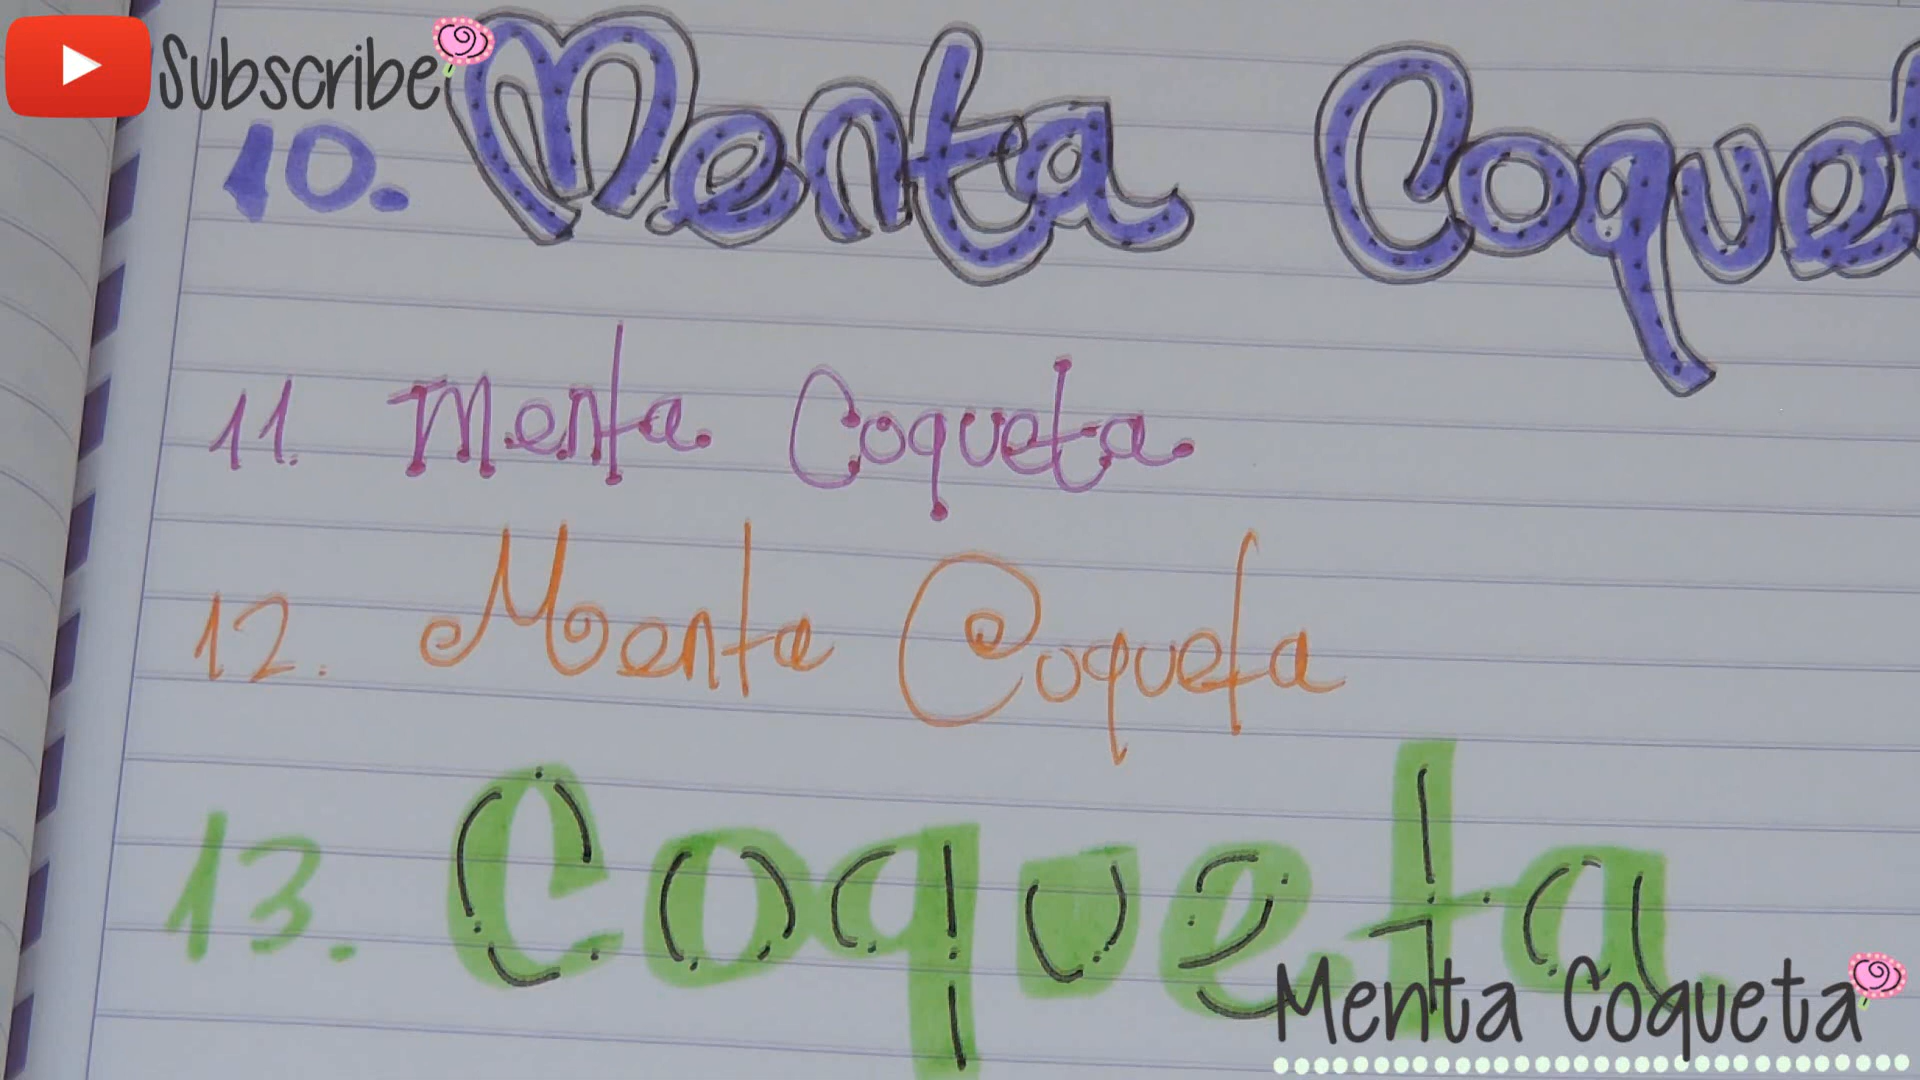 Subscribe
10. Menta Coquet
11. Menta Coqueta
12. Menta Coqueta
13. Coqueta
Menta Coqueta